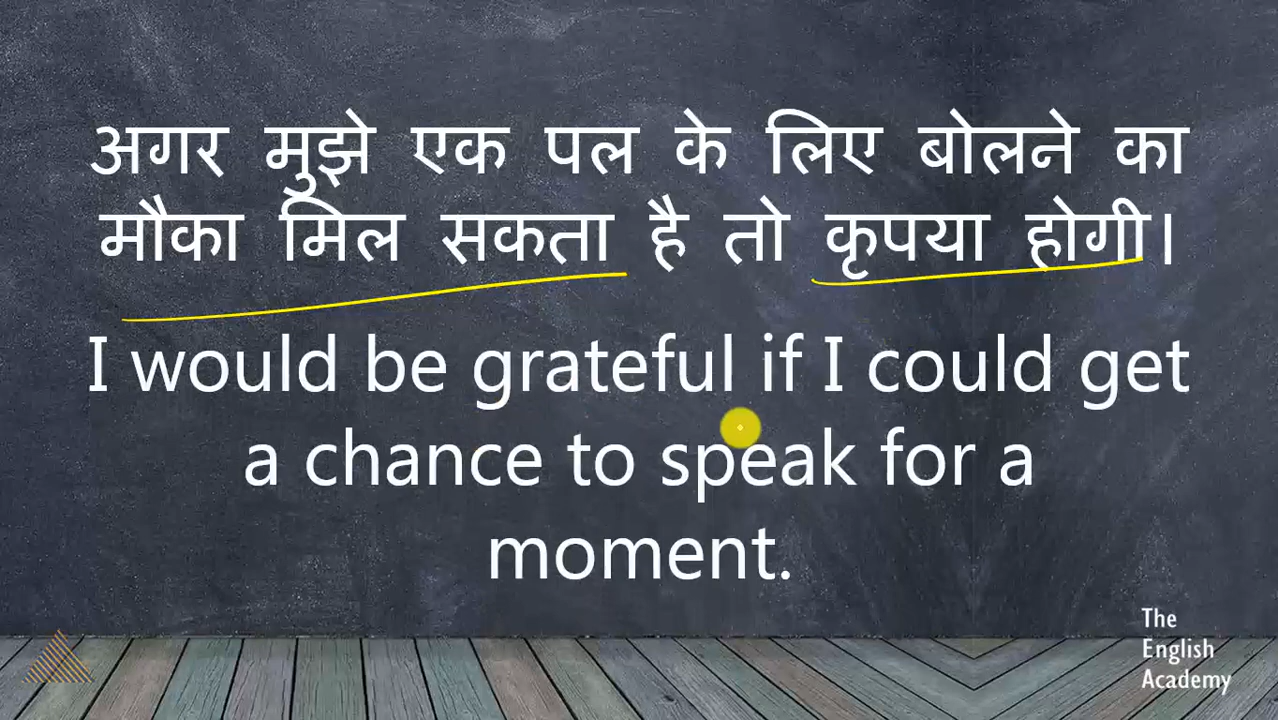 अगर मुझे एक पल के लिए बोलने का
मौका मिल सकता है तो कृपया होगी।
I would be grateful if I could get
a chance to speak for a
moment.
The
English
Academy